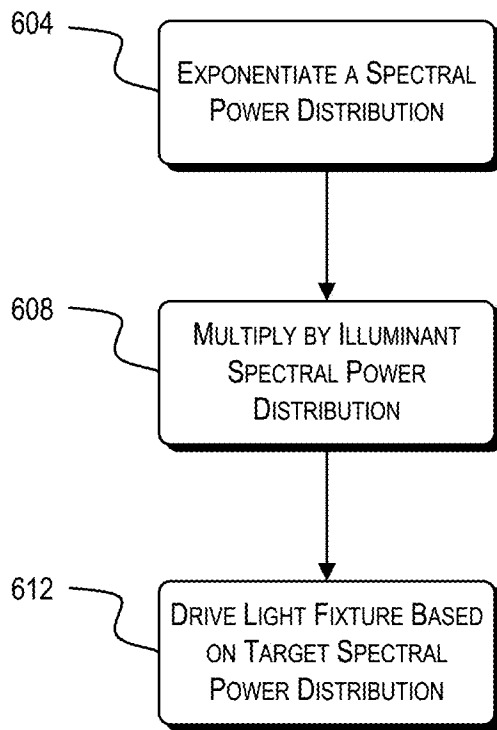 604
EXPONENTIATE A SPECTRAL
POWER DISTRIBUTION
608
MULTIPLY BY ILLUMINANT
SPECTRAL POWER
DISTRIBUTION
612
DRIVE LIGHT FIXTURE BASED
ON TARGET SPECTRAL
POWER DISTRIBUTION